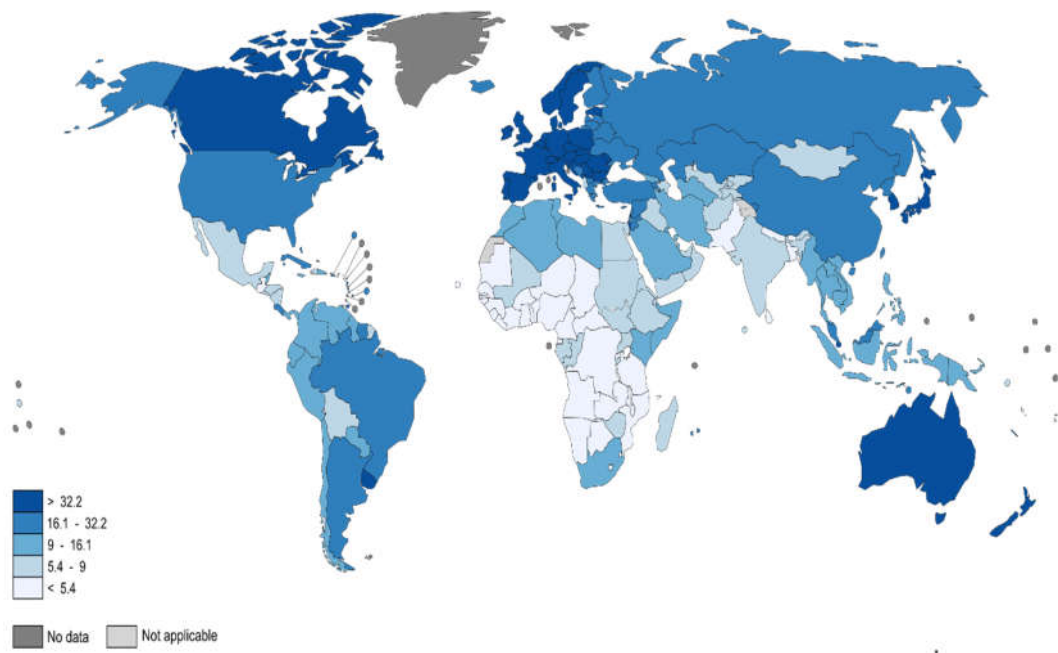 > 32.2
16.1 - 32.2
9 - 16.1
5.4 - 9
< 5.4
No data
Not applicable